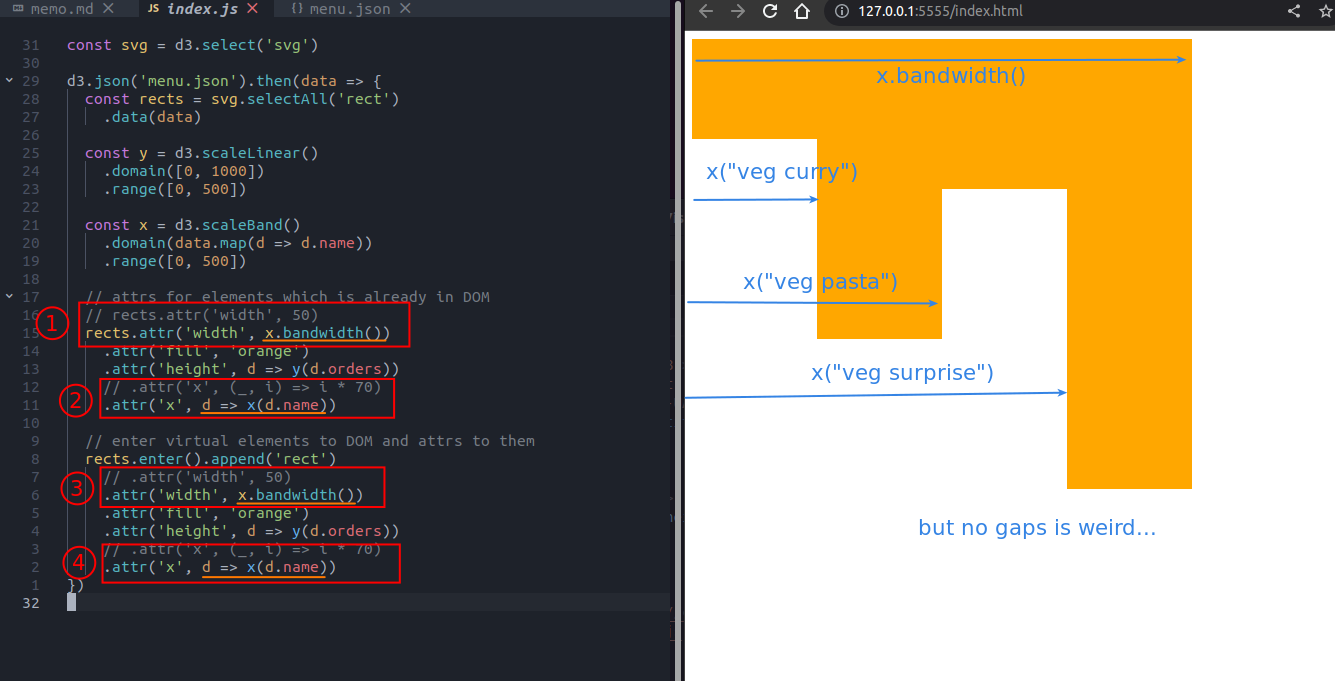 memo.md
JS index.js
{} menu.json
127.0.0.1:5555/index.html
31 const svg = d3.select('svg')
30
29 d3.json('menu.json').then(data => {
28 const rects = svg.selectAll('rect')
27 .data(data)
26
25 const y = d3.scaleLinear()
24 .domain([0, 1000])
23 .range([0, 500])
22
21 const x = d3.scaleBand()
20 .domain(data.map(d => d.name))
19 .range([0, 500])
18
17 // attrs for elements which is already in DOM
16 // rects.attr('width', 50)
1
15 rects.attr('width', x.bandwidth())
14 .attr('fill', 'orange')
13 .attr('height', d => y(d.orders))
12 // .attr('x', (_, i) => i * 70)
2
11 .attr('x', d => x(d.name))
10
9 // enter virtual elements to DOM and attrs to them
8 rects.enter().append('rect')
7 // .attr('width', 50)
3
6 .attr('width', x.bandwidth())
5 .attr('fill', 'orange')
4 .attr('height', d => y(d.orders))
3 // .attr('x', (_, i) => i * 70)
4
2 .attr('x', d => x(d.name))
1 })
32
x.bandwidth()
x("veg curry")
x("veg pasta")
x("veg surprise")
but no gaps is weird...